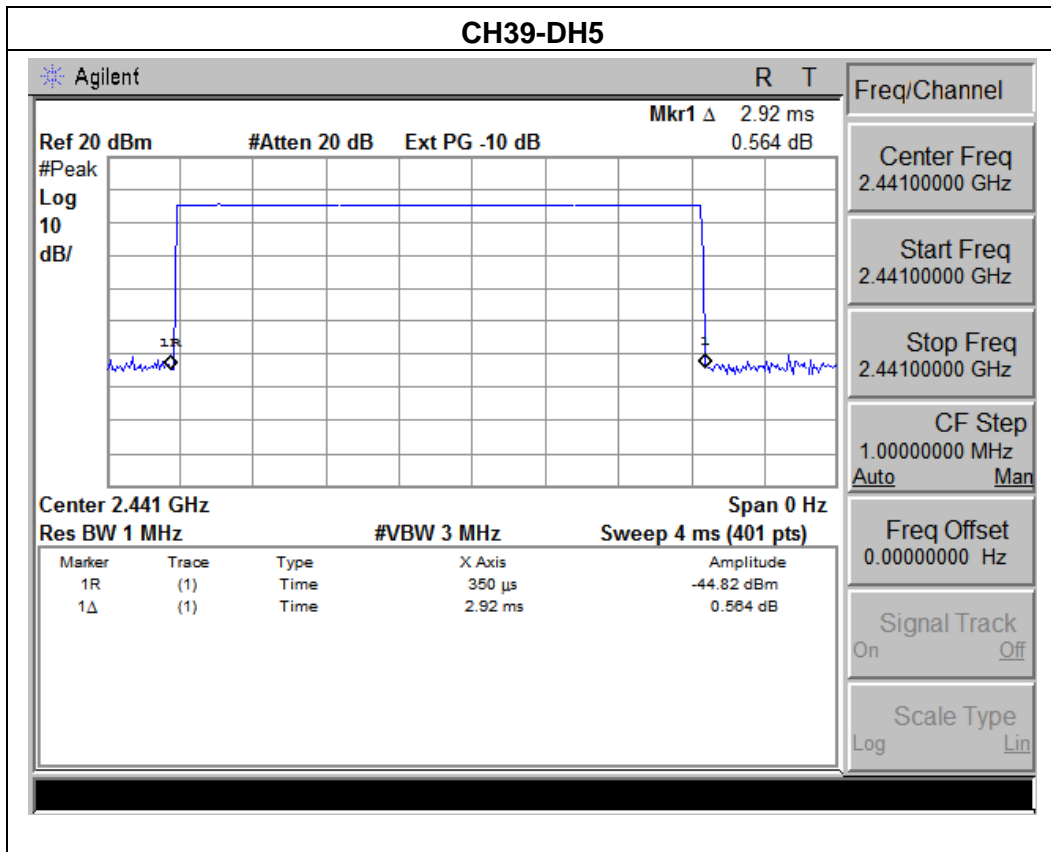 CH39-DH5
Agilent R T
Mkr1 Δ 2.92 ms
Ref 20 dBm #Atten 20 dB Ext PG -10 dB 0.564 dB
#Peak
Log
10
dB/
1R
1
Center 2.441 GHz Span 0 Hz
Res BW 1 MHz #VBW 3 MHz Sweep 4 ms (401 pts)
Marker Trace Type X Axis Amplitude
1R (1) Time 350 µs -44.82 dBm
1Δ (1) Time 2.92 ms 0.564 dB
Freq/Channel
Center Freq
2.44100000 GHz
Start Freq
2.44100000 GHz
Stop Freq
2.44100000 GHz
CF Step
1.00000000 MHz
Auto Man
Freq Offset
0.00000000 Hz
Signal Track
On Off
Scale Type
Log Lin